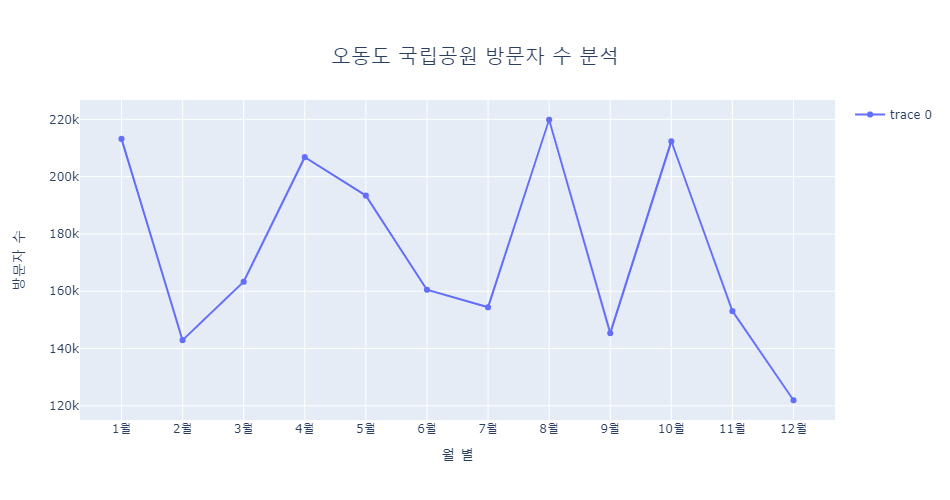 오동도 국립공원 방문자 수 분석
trace 0
방문자 수
220k
200k
180k
160k
140k
120k
1월 2월 3월 4월 5월 6월 7월 8월 9월 10월 11월 12월
월 별